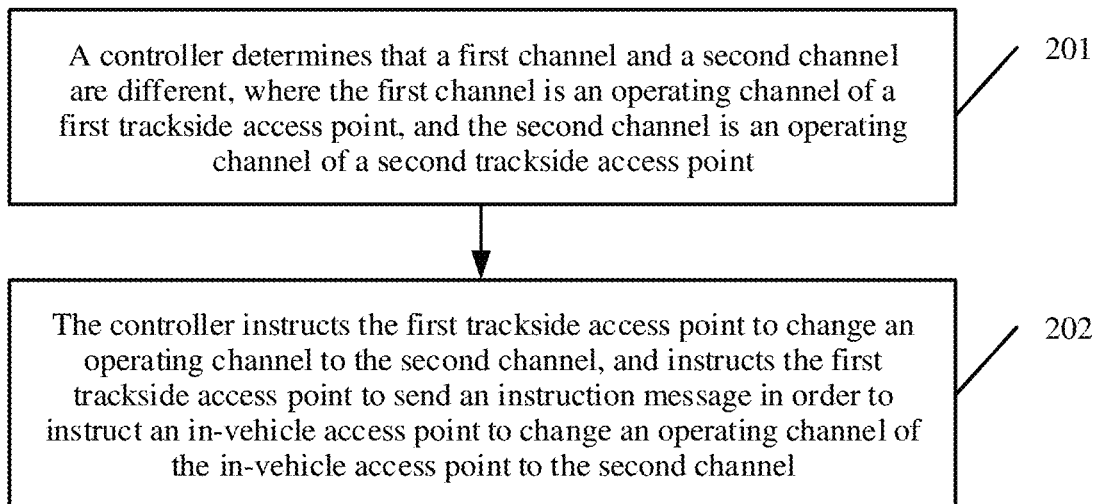 A controller determines that a first channel and a second channel
are different, where the first channel is an operating channel of a
first trackside access point, and the second channel is an operating
channel of a second trackside access point
201
The controller instructs the first trackside access point to change an
operating channel to the second channel, and instructs the first
trackside access point to send an instruction message in order to
instruct an in-vehicle access point to change an operating channel of
the in-vehicle access point to the second channel
202